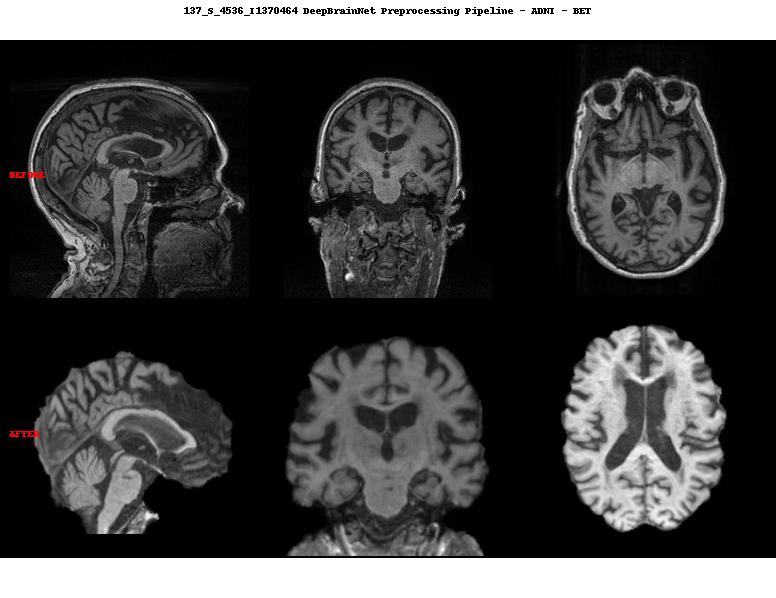 137_S_4536_I1370464 DeepBrainNet Preprocessing Pipeline - ADNI - BET
BEFORE
AFTER